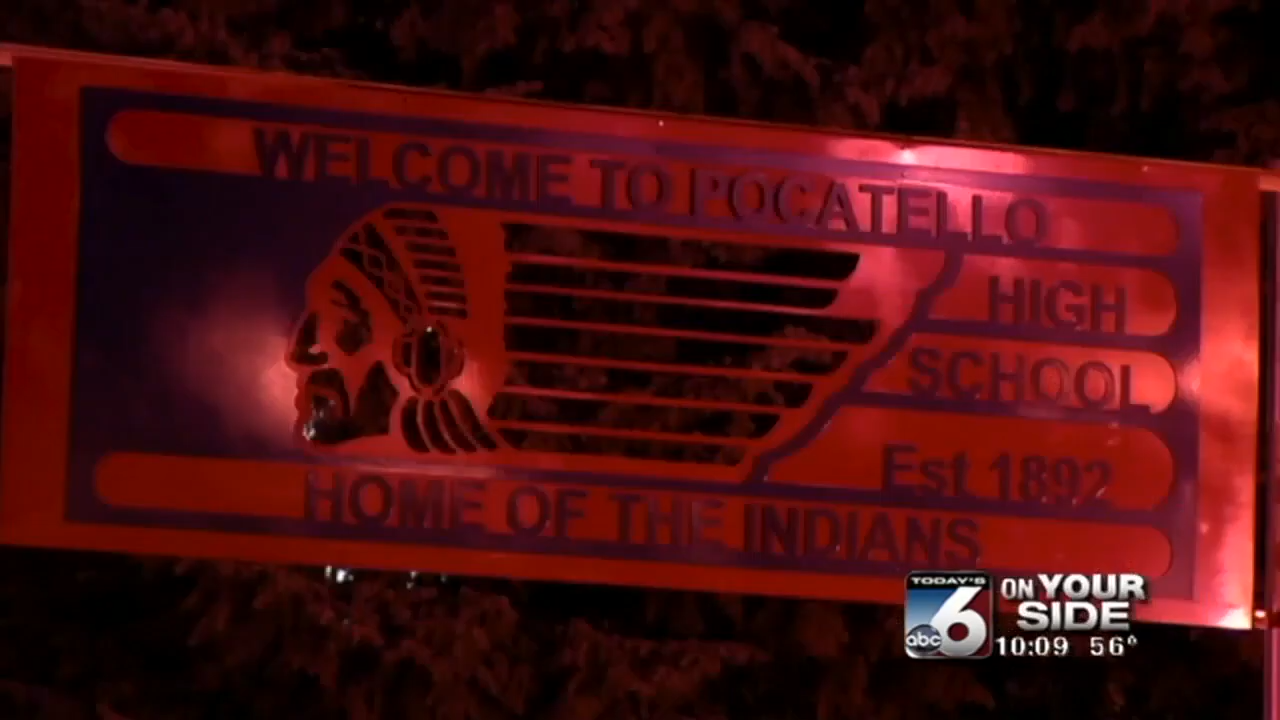 WELCOME TO POCATELLO
HIGH
SCHOOL
Est 1892
HOME OF THE INDIANS
TODAY'S
6
abc
ON YOUR
SIDE
10:09 56°